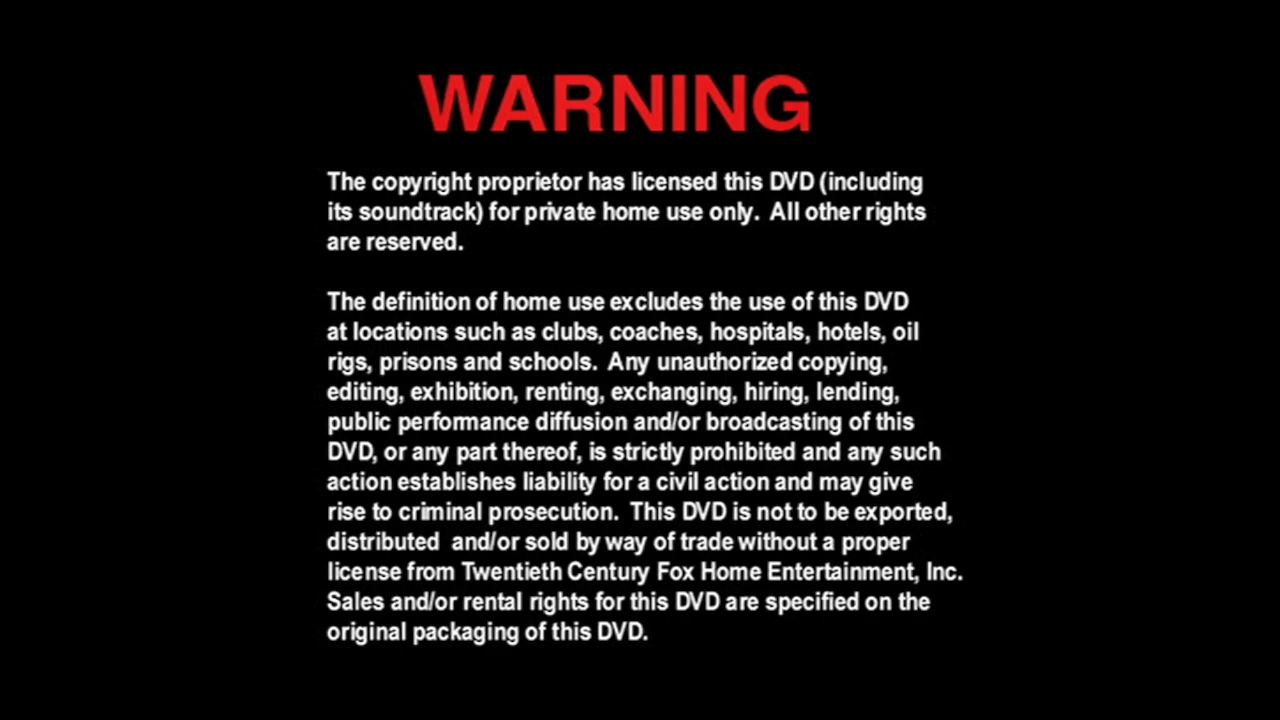 WARNING
The copyright proprietor has licensed this DVD (including
its soundtrack) for private home use only.  All other rights
are reserved.
The definition of home use excludes the use of this DVD
at locations such as clubs, coaches, hospitals, hotels, oil
rigs, prisons and schools.  Any unauthorized copying,
editing, exhibition, renting, exchanging, hiring, lending,
public performance diffusion and/or broadcasting of this
DVD, or any part thereof, is strictly prohibited and any such
action establishes liability for a civil action and may give
rise to criminal prosecution.  This DVD is not to be exported,
distributed  and/or sold by way of trade without a proper
license from Twentieth Century Fox Home Entertainment, Inc.
Sales and/or rental rights for this DVD are specified on the
original packaging of this DVD.